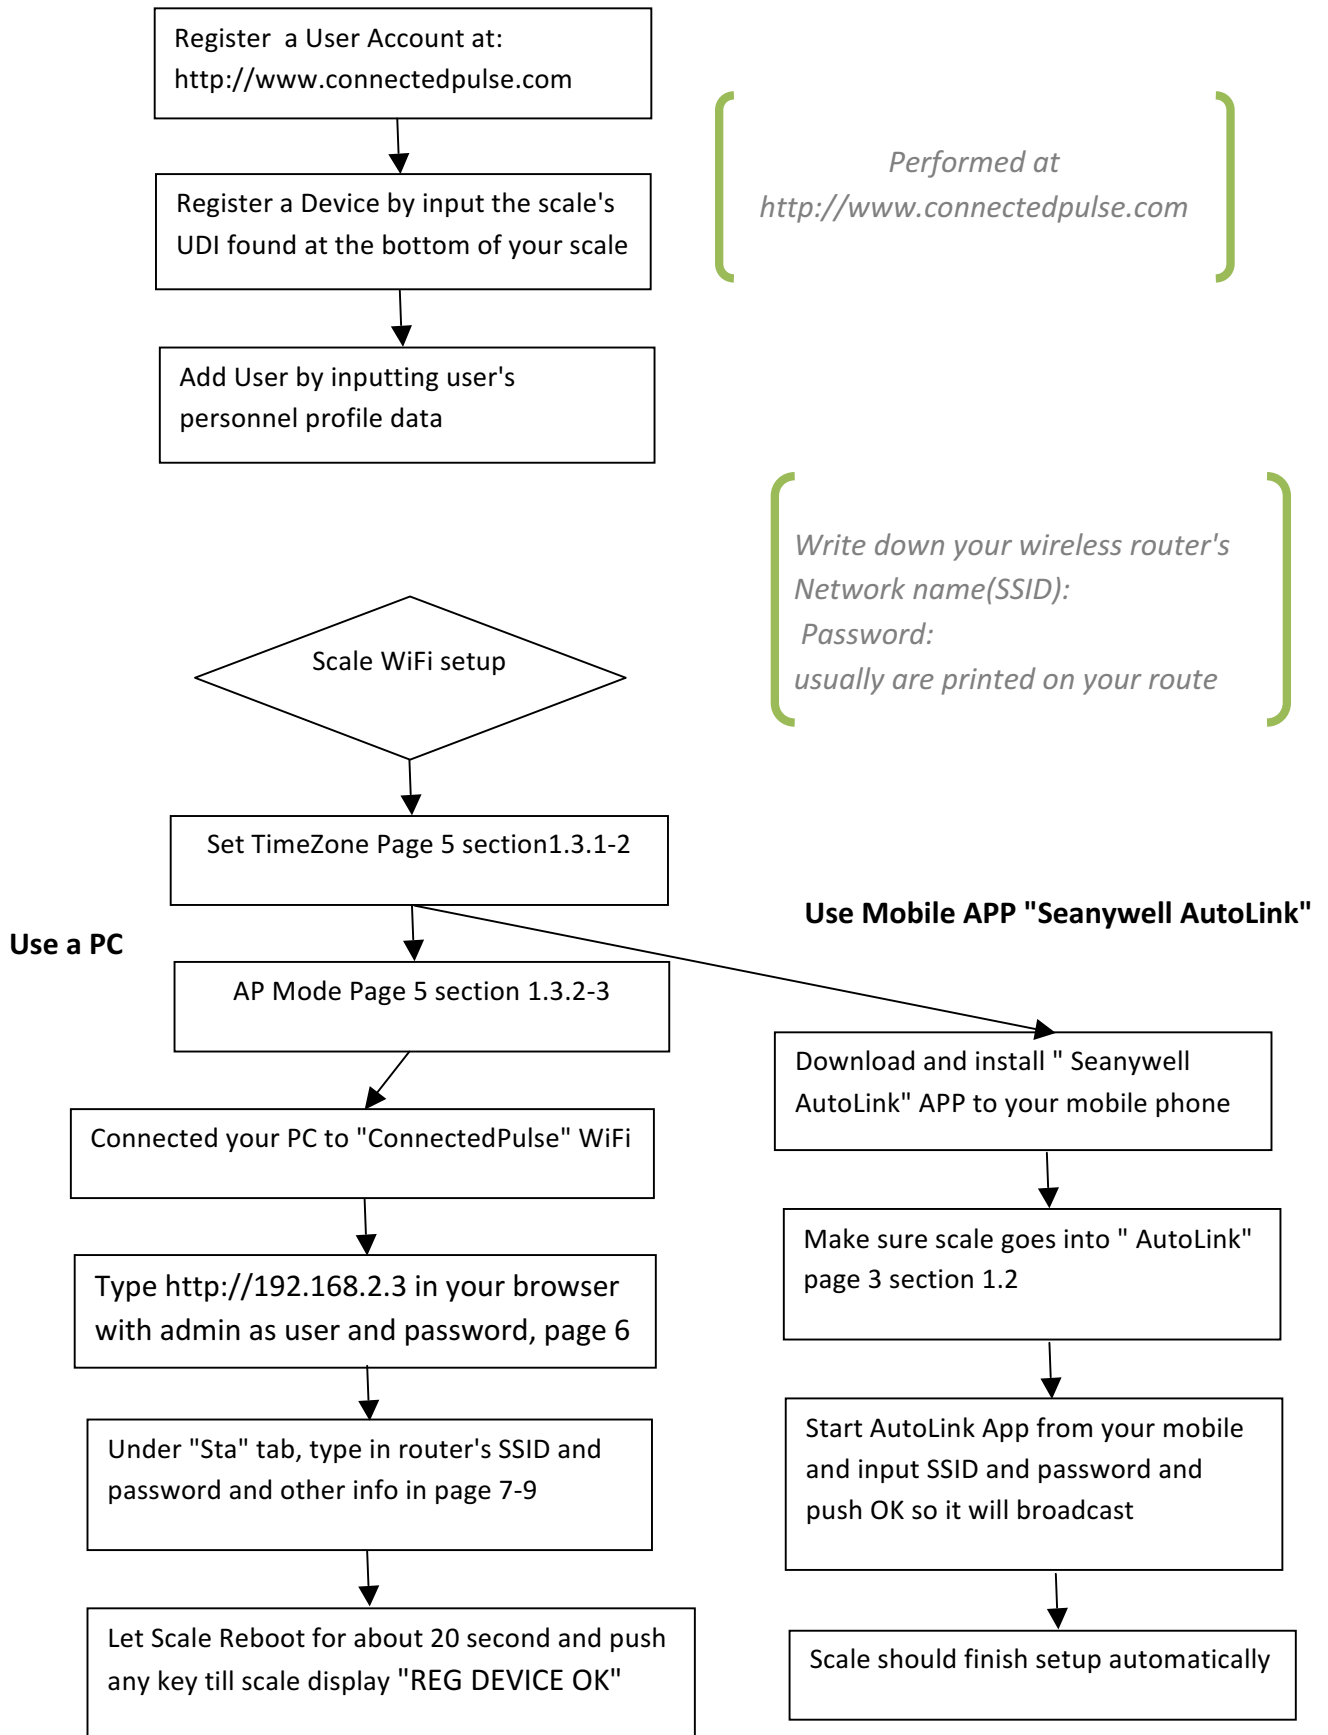 Register a User Account at:
http://www.connectedpulse.com
Performed at
http://www.connectedpulse.com
Register a Device by input the scale's
UDI found at the bottom of your scale
Add User by inputting user's
personnel profile data
Write down your wireless router's
Network name(SSID):
Password:
usually are printed on your route
Scale WiFi setup
Set TimeZone Page 5 section1.3.1-2
Use a PC
AP Mode Page 5 section 1.3.2-3
Connected your PC to "ConnectedPulse" WiFi
Type http://192.168.2.3 in your browser
with admin as user and password, page 6
Under "Sta" tab, type in router's SSID and
password and other info in page 7-9
Let Scale Reboot for about 20 second and push
any key till scale display "REG DEVICE OK"
Use Mobile APP "Seanywell AutoLink"
Download and install " Seanywell
AutoLink" APP to your mobile phone
Make sure scale goes into " AutoLink"
page 3 section 1.2
Start AutoLink App from your mobile
and input SSID and password and
push OK so it will broadcast
Scale should finish setup automatically